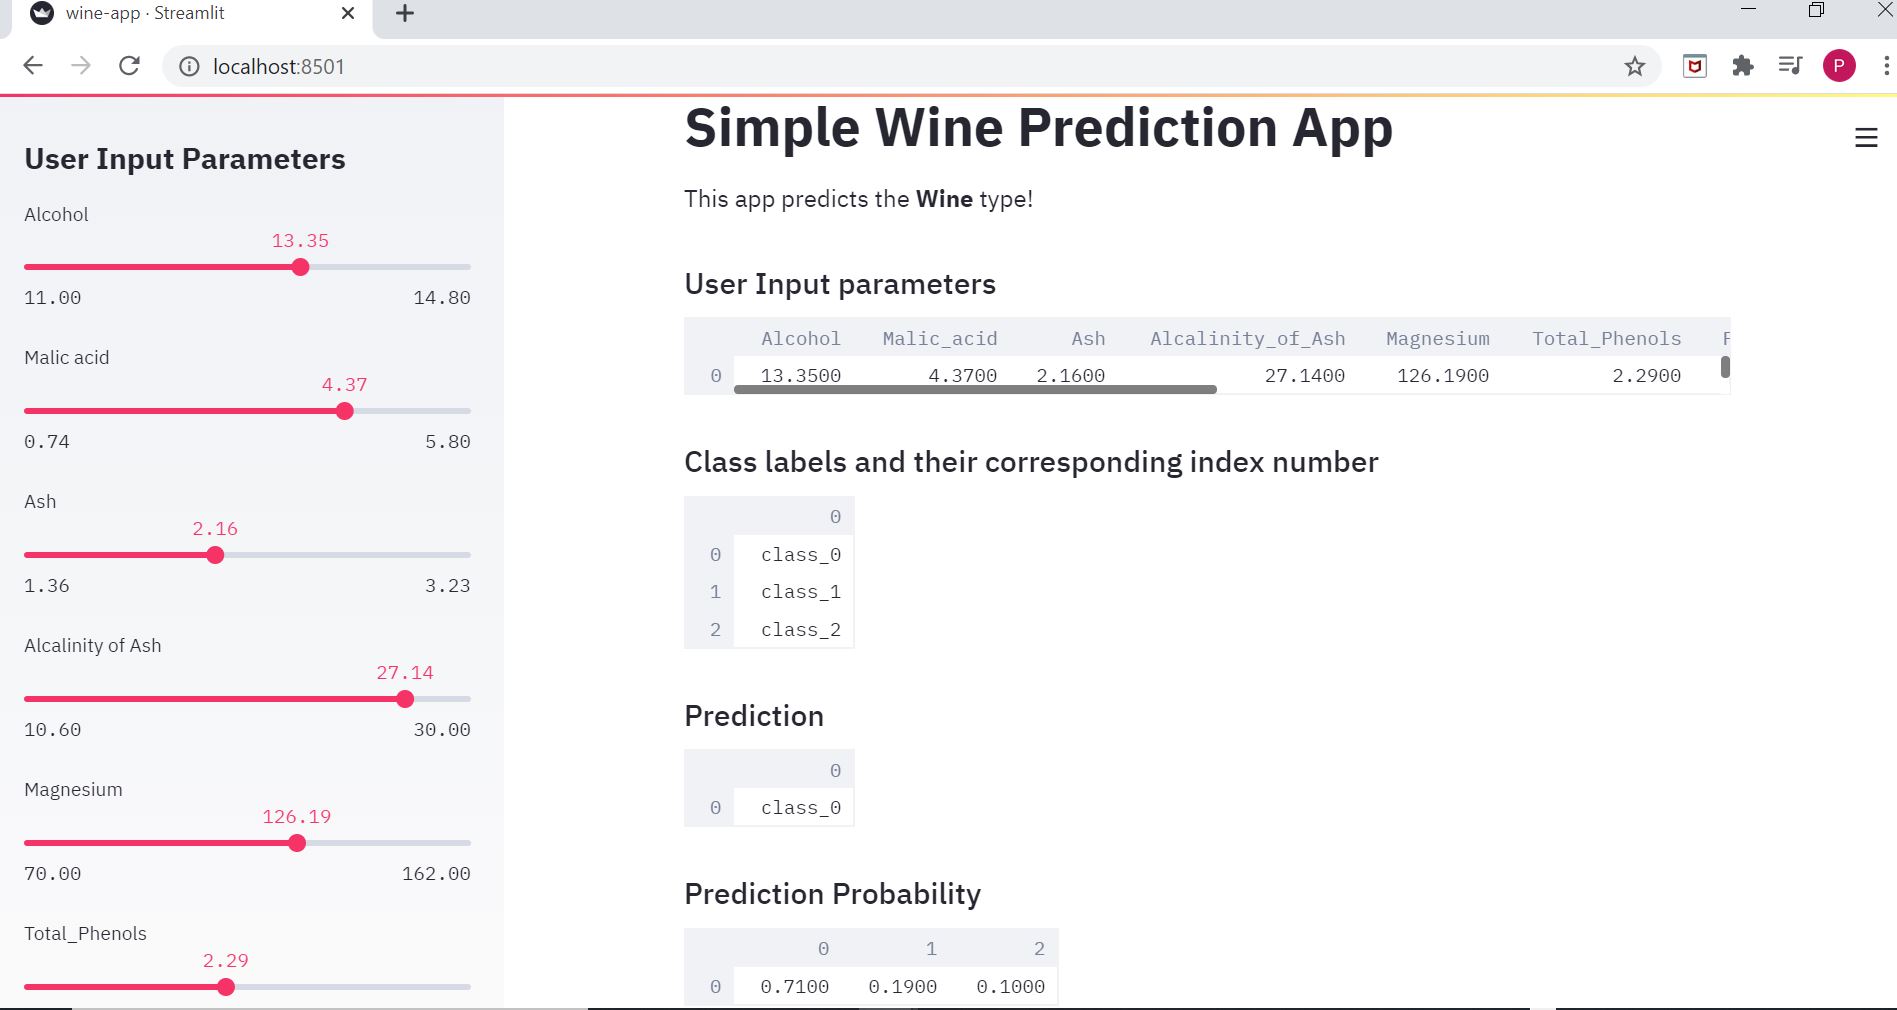 wine-app · Streamlit
localhost:8501
P
User Input Parameters
Alcohol
13.35
11.00 14.80
Malic acid
4.37
0.74 5.80
Ash
2.16
1.36 3.23
Alcalinity of Ash
27.14
10.60 30.00
Magnesium
126.19
70.00 162.00
Total_Phenols
2.29
Simple Wine Prediction App
This app predicts the Wine type!
User Input parameters
Alcohol Malic_acid Ash Alcalinity_of_Ash Magnesium Total_Phenols
0 13.3500 4.3700 2.1600 27.1400 126.1900 2.2900
Class labels and their corresponding index number
0
0 class_0
1 class_1
2 class_2
Prediction
0
0 class_0
Prediction Probability
0 1 2
0 0.7100 0.1900 0.1000